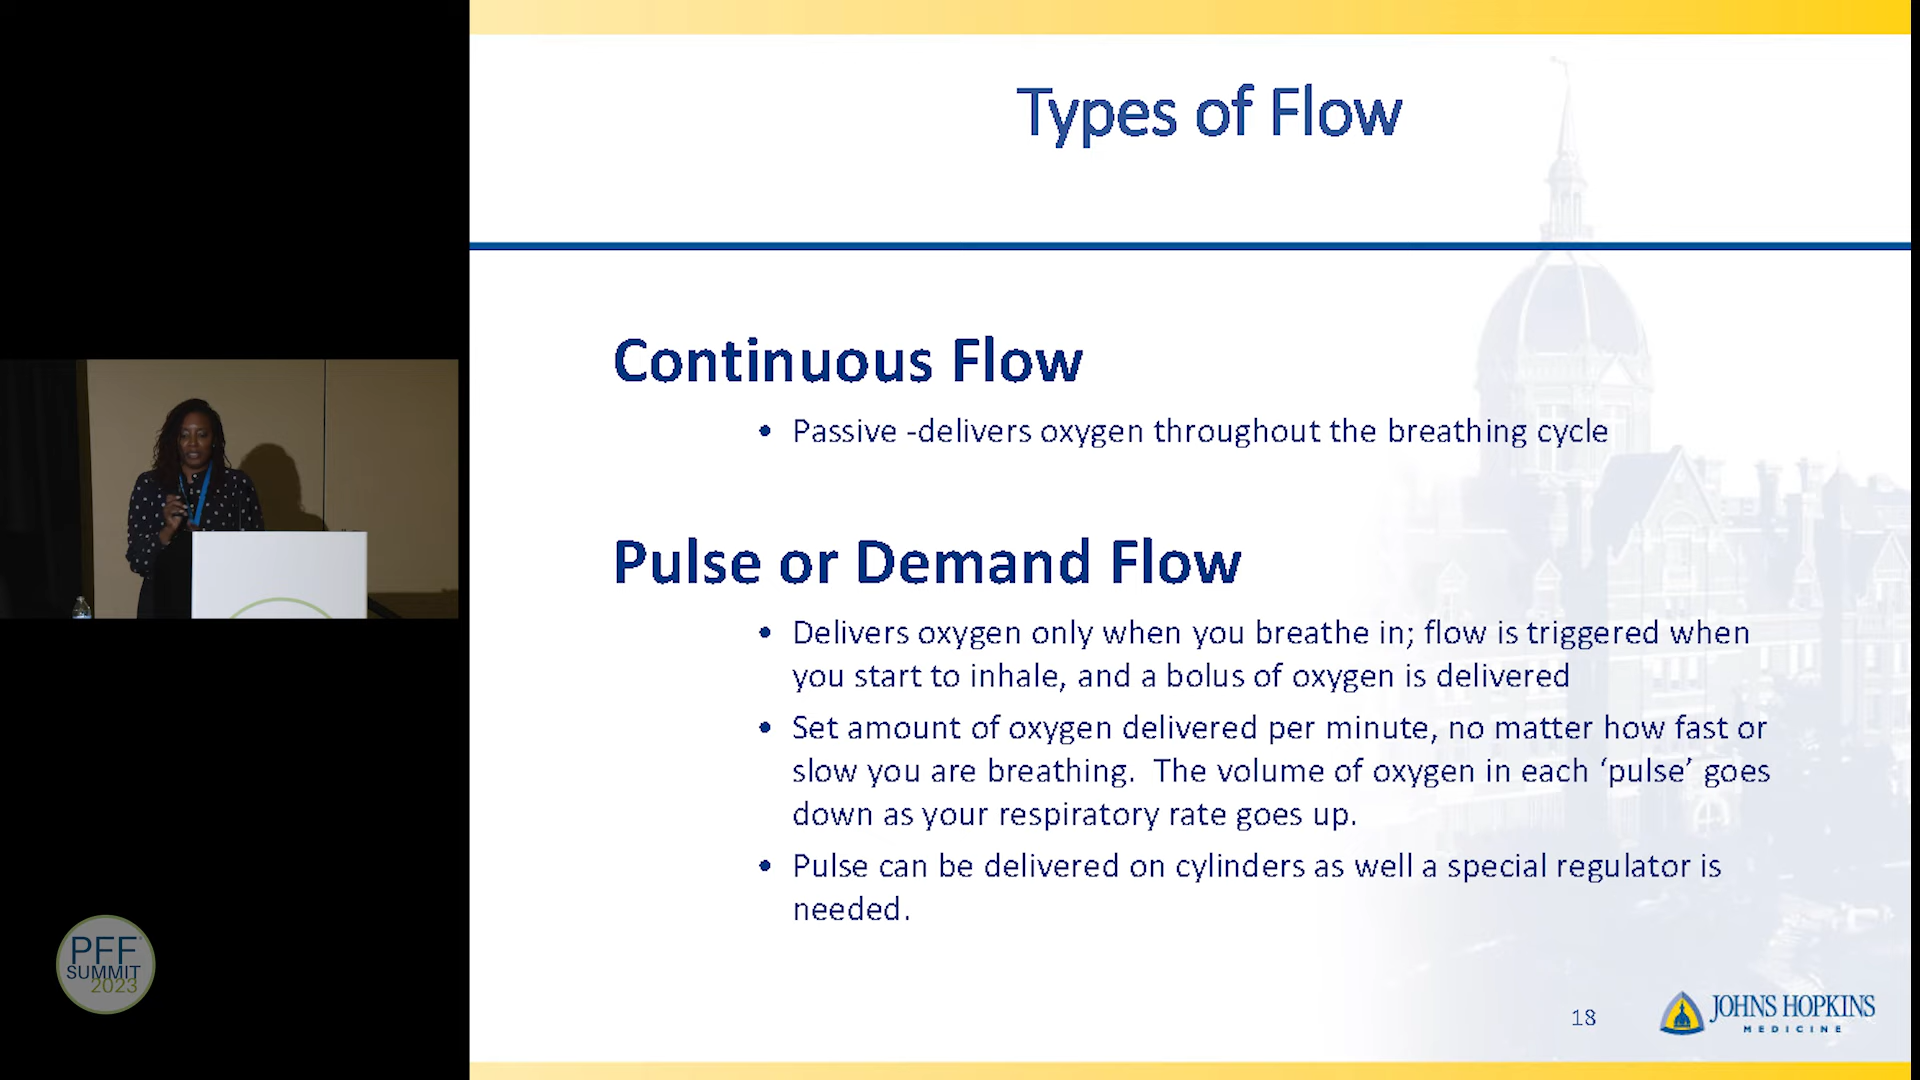 Types of Flow
Continuous Flow
• Passive -delivers oxygen throughout the breathing cycle
Pulse or Demand Flow
• Delivers oxygen only when you breathe in; flow is triggered when
you start to inhale, and a bolus of oxygen is delivered
• Set amount of oxygen delivered per minute, no matter how fast or
slow you are breathing.  The volume of oxygen in each ‘pulse’ goes
down as your respiratory rate goes up.
• Pulse can be delivered on cylinders as well a special regulator is
needed.
PFF
SUMMIT
2023
18
JOHNS HOPKINS
MEDICINE